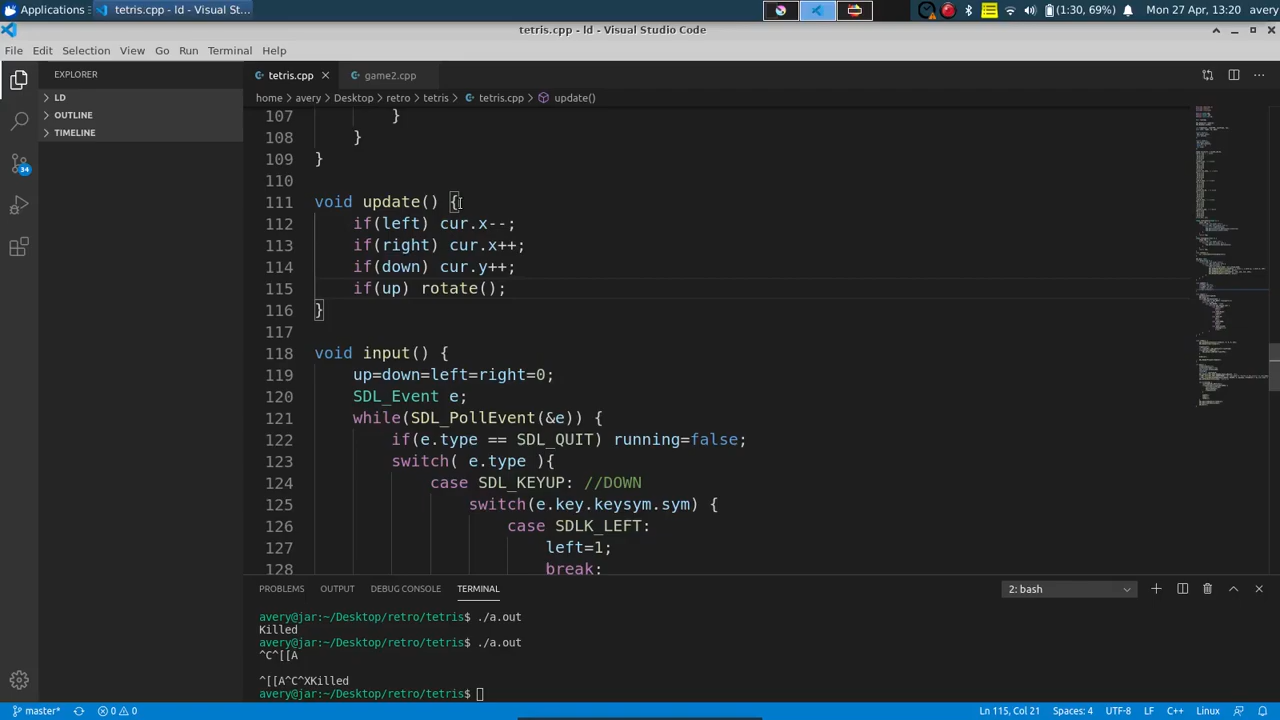 Applications
tetris.cpp - ld - Visual St...
(1:30, 69%)
Mon 27 Apr, 13:20
avery
tetris.cpp - ld - Visual Studio Code
File Edit Selection View Go Run Terminal Help
EXPLORER
LD
OUTLINE
TIMELINE
34
tetris.cpp
game2.cpp
home > avery > Desktop > retro > tetris > tetris.cpp > update()
107 }
108 }
109 }
110
111 void update() {
112 if(left) cur.x--;
113 if(right) cur.x++;
114 if(down) cur.y++;
115 if(up) rotate();
116 }
117
118 void input() {
119 up=down=left=right=0;
120 SDL_Event e;
121 while(SDL_PollEvent(&e)) {
122 if(e.type == SDL_QUIT) running=false;
123 switch( e.type ){
124 case SDL_KEYUP: //DOWN
125 switch(e.key.keysym.sym) {
126 case SDLK_LEFT:
127 left=1;
128 break;
PROBLEMS OUTPUT DEBUG CONSOLE TERMINAL
2: bash
avery@jar:~/Desktop/retro/tetris$ ./a.out
Killed
avery@jar:~/Desktop/retro/tetris$ ./a.out
^C^[[A
^[[A^C^XKilled
avery@jar:~/Desktop/retro/tetris$
master* 0 0 Ln 115, Col 21 Spaces: 4 UTF-8 LF C++ Linux